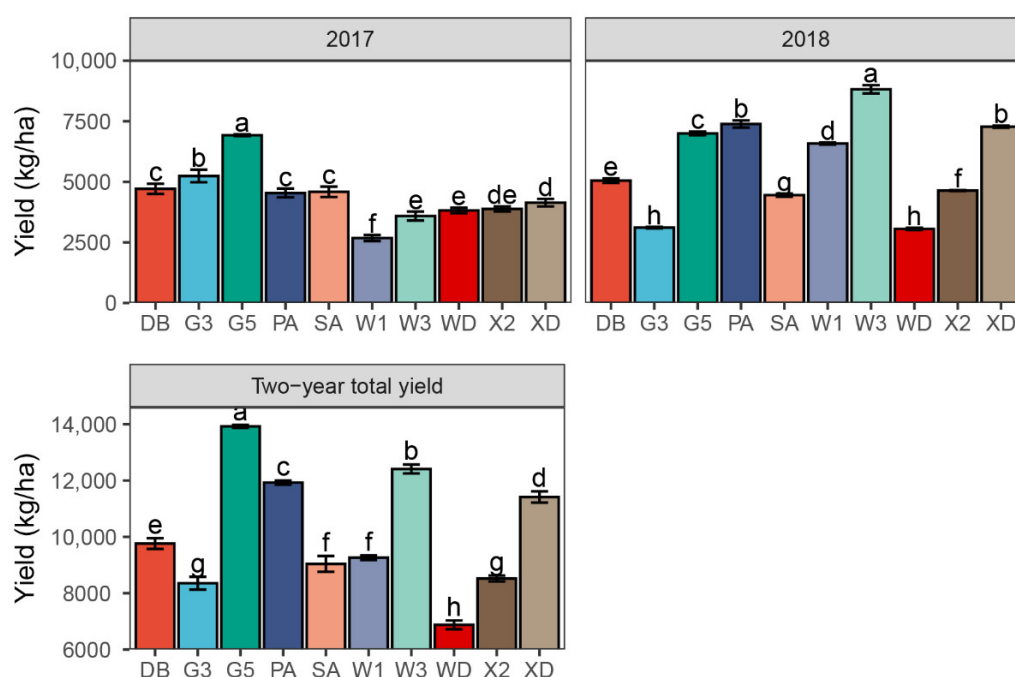 2017
2018
Yield (kg/ha)
10,000
7500
5000
2500
0
c b a c c f e e de d
e h c b g d a h f b
DB G3 G5 PA SA W1 W3 WD X2 XD
DB G3 G5 PA SA W1 W3 WD X2 XD
Two−year total yield
Yield (kg/ha)
14,000
12,000
10,000
8000
6000
e g a c f f b h g d
DB G3 G5 PA SA W1 W3 WD X2 XD